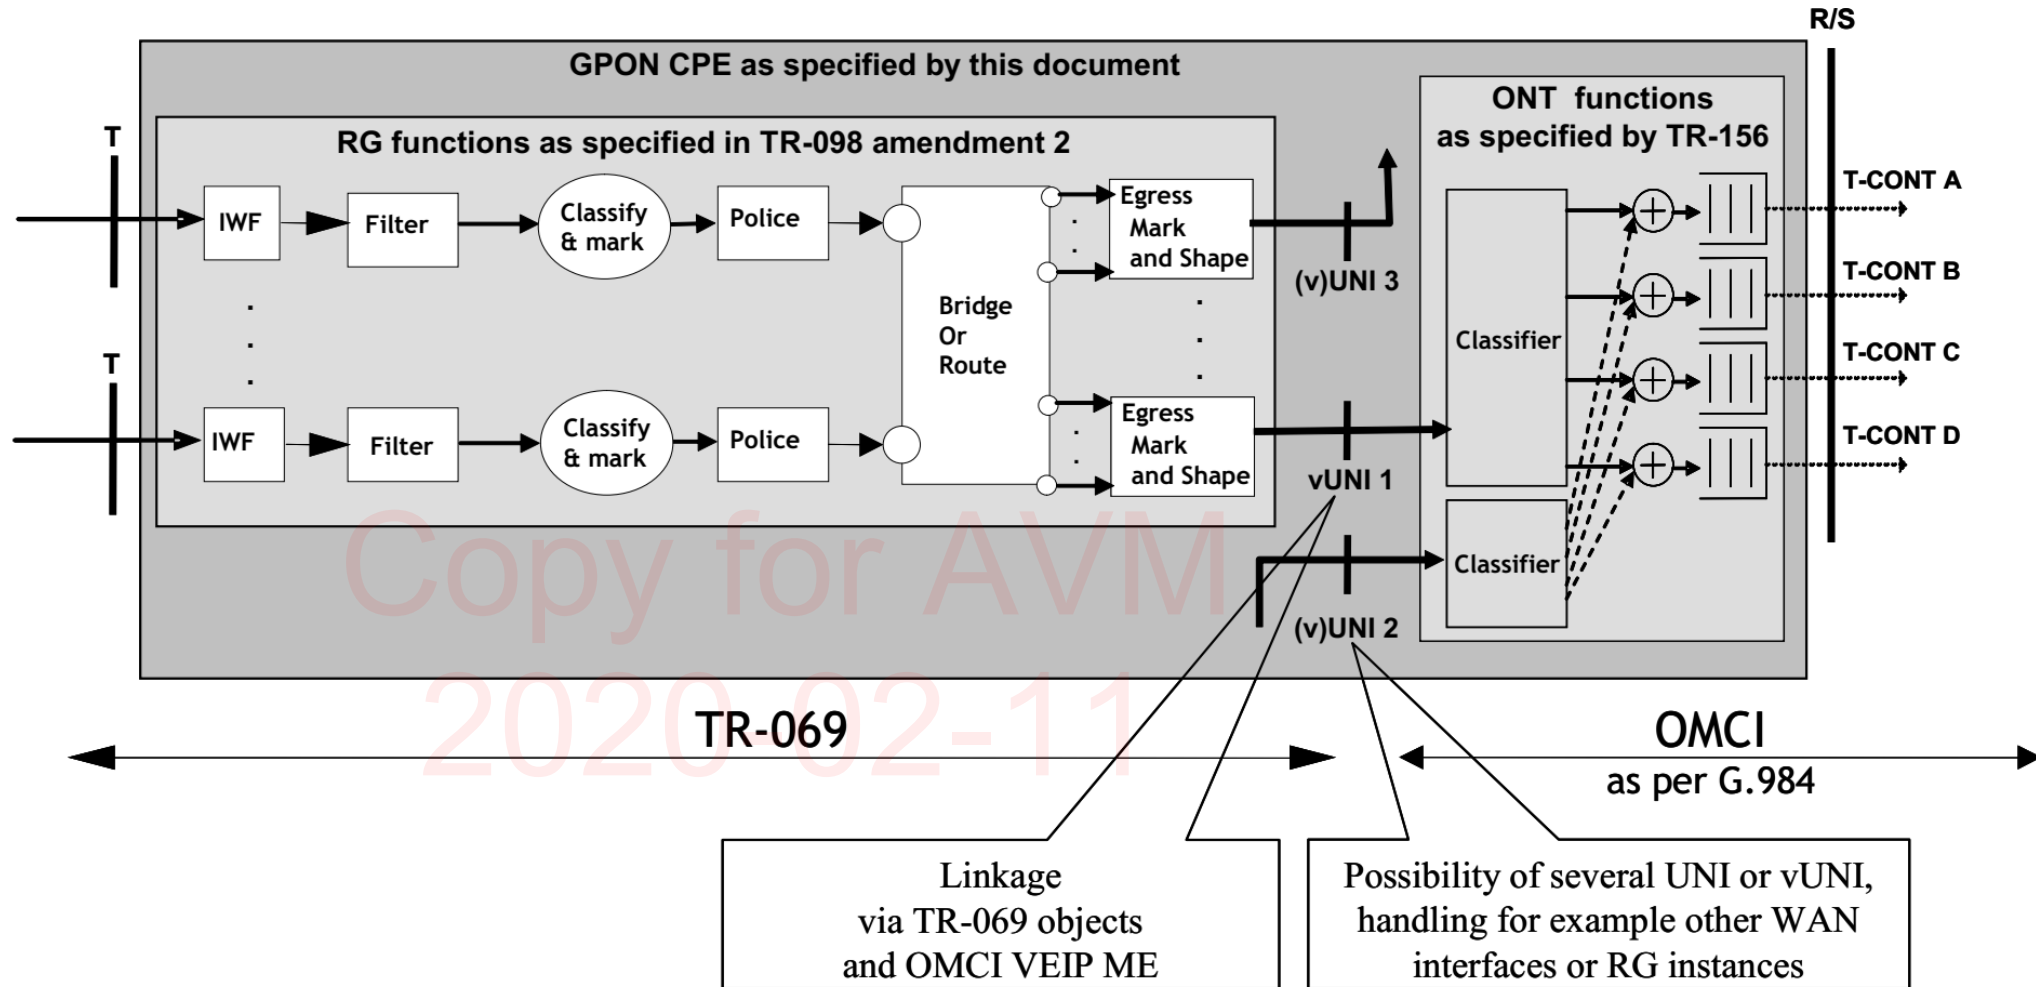 R/S
GPON CPE as specified by this document
ONT functions
as specified by TR-156
T
RG functions as specified in TR-098 amendment 2
IWF
Filter
Classify
& mark
Police
Egress
Mark
and Shape
(v)UNI 3
T-CONT A
T-CONT B
T-CONT C
T-CONT D
Bridge
Or
Route
Classifier
T
IWF
Filter
Classify
& mark
Police
Egress
Mark
and Shape
vUNI 1
Classifier
(v)UNI 2
Copy for AVM
2020-02-11
TR-069
OMCI
as per G.984
Linkage
via TR-069 objects
and OMCI VEIP ME
Possibility of several UNI or vUNI,
handling for example other WAN
interfaces or RG instances